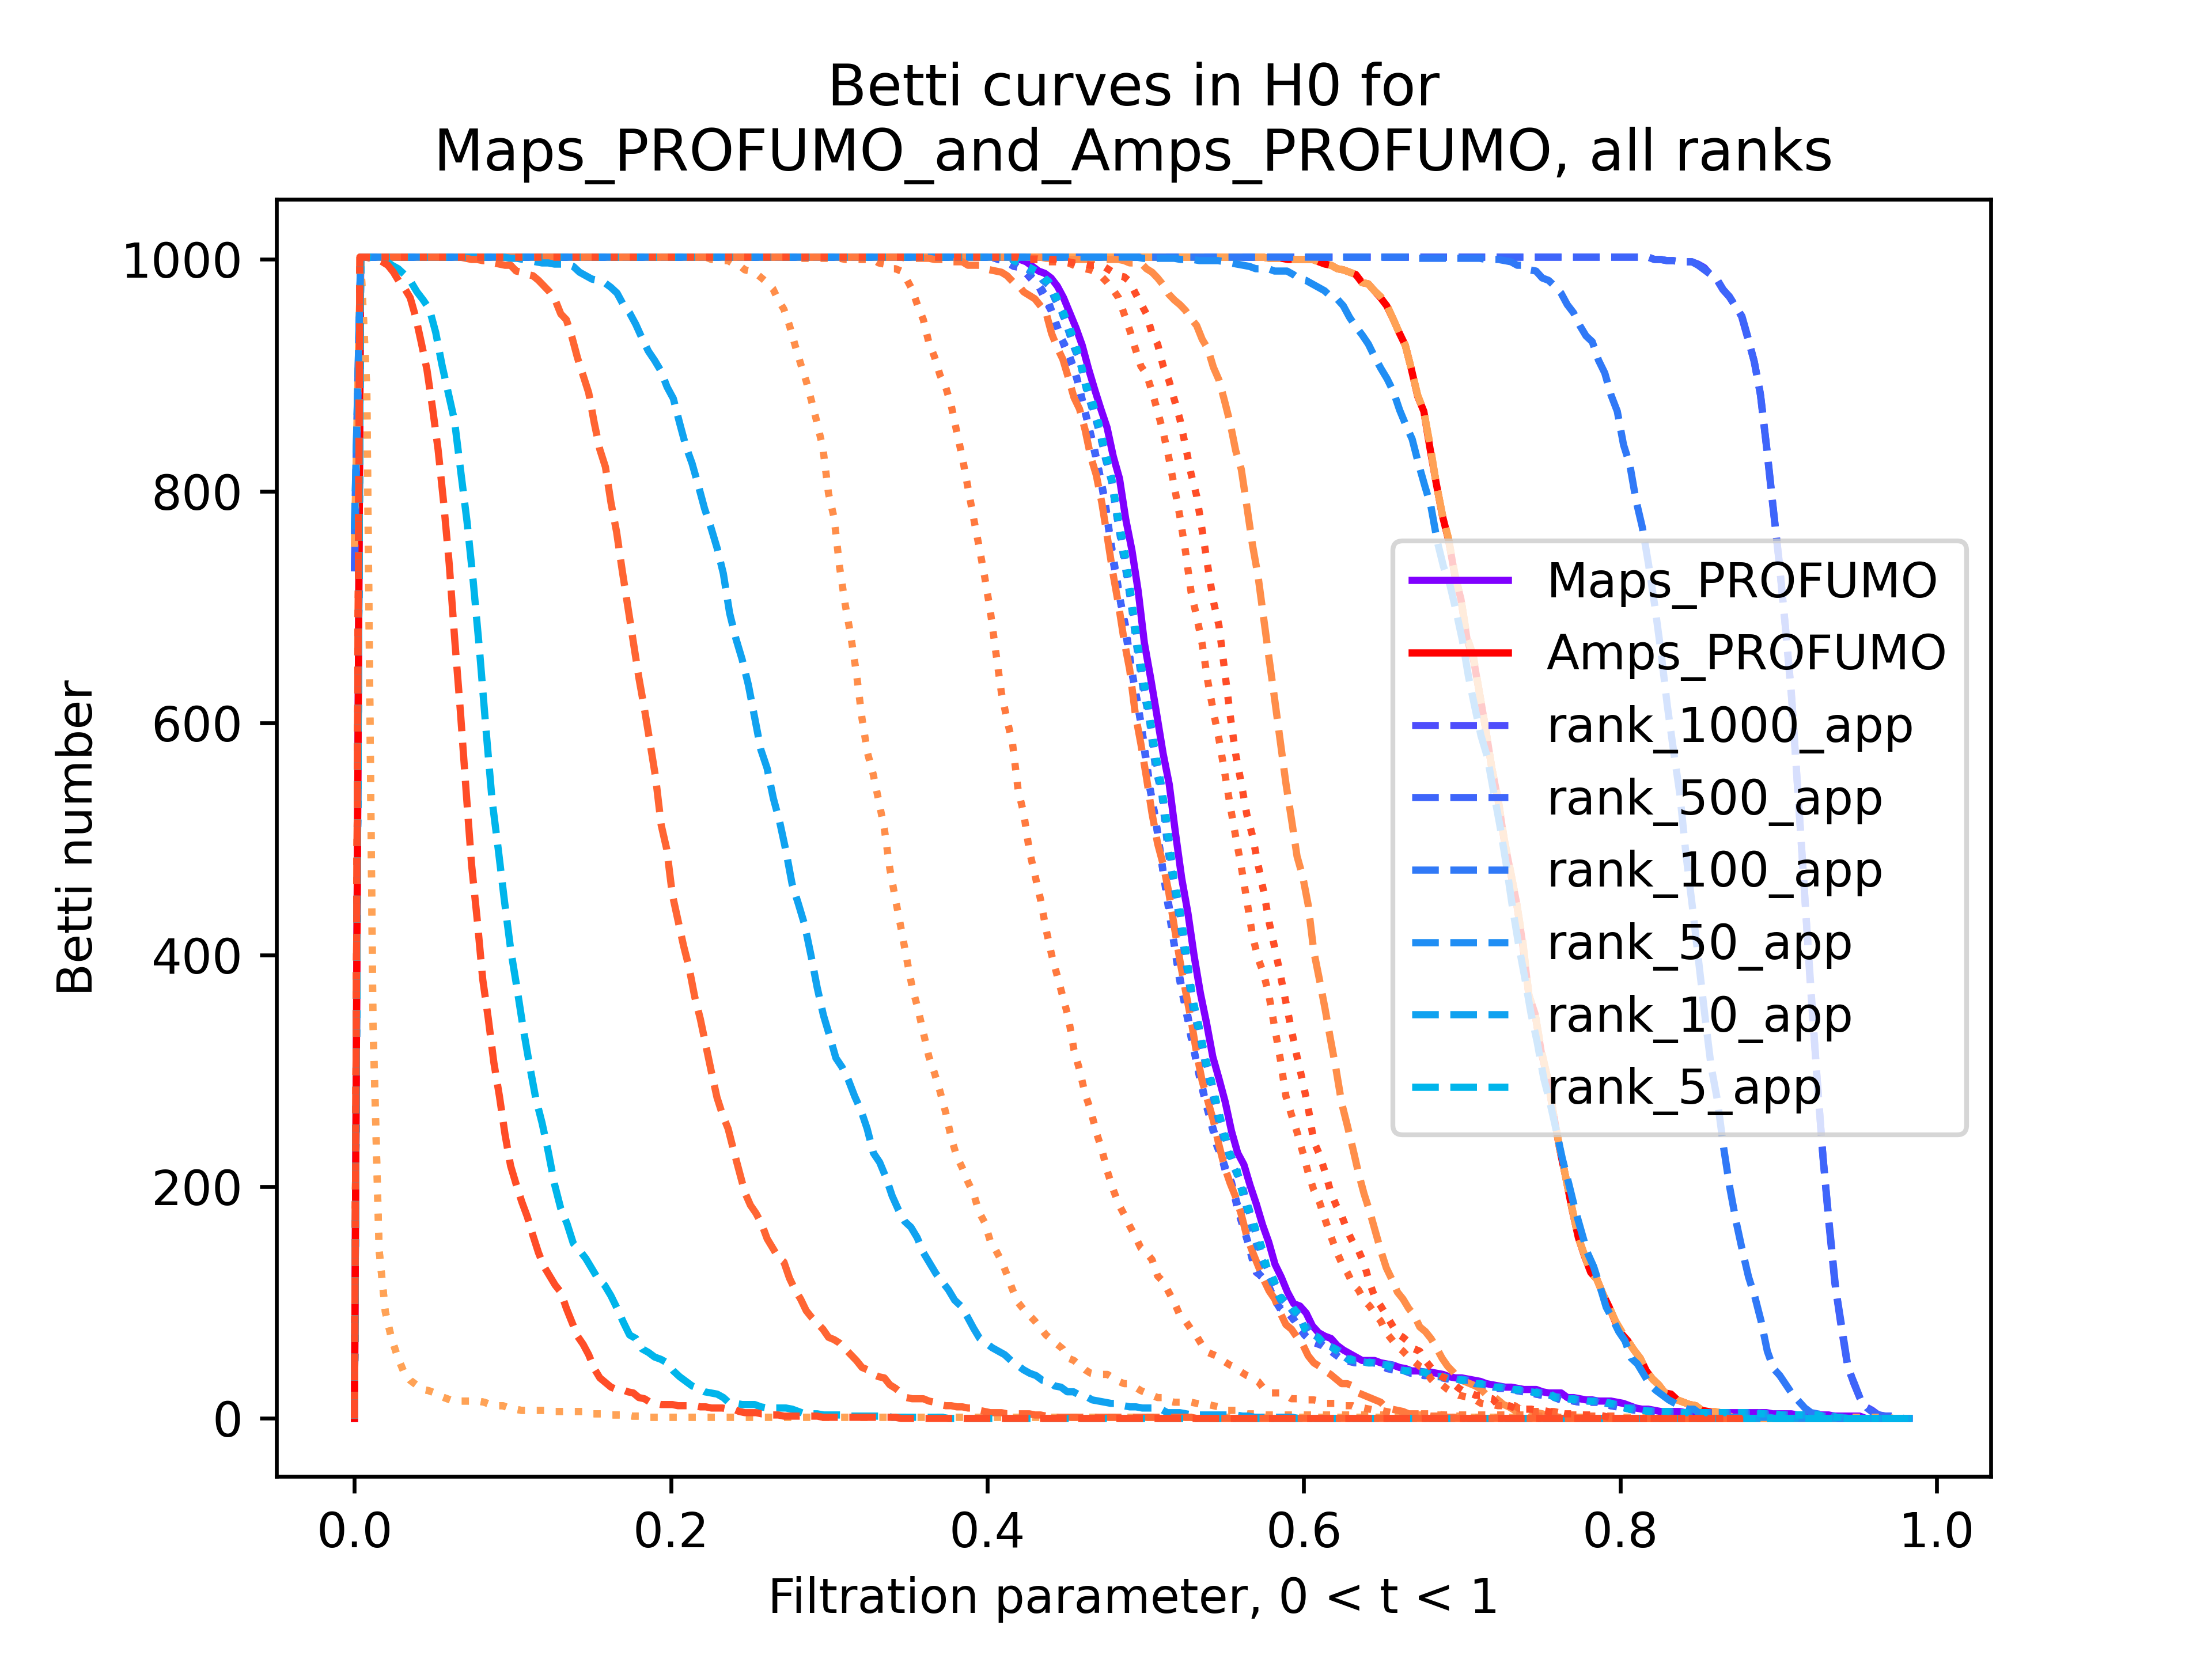 Betti curves in H0 for
Maps_PROFUMO_and_Amps_PROFUMO, all ranks
Betti number
1000
800
600
400
200
0
Maps_PROFUMO
Amps_PROFUMO
rank_1000_app
rank_500_app
rank_100_app
rank_50_app
rank_10_app
rank_5_app
0.0 0.2 0.4 0.6 0.8 1.0
Filtration parameter, 0 < t < 1